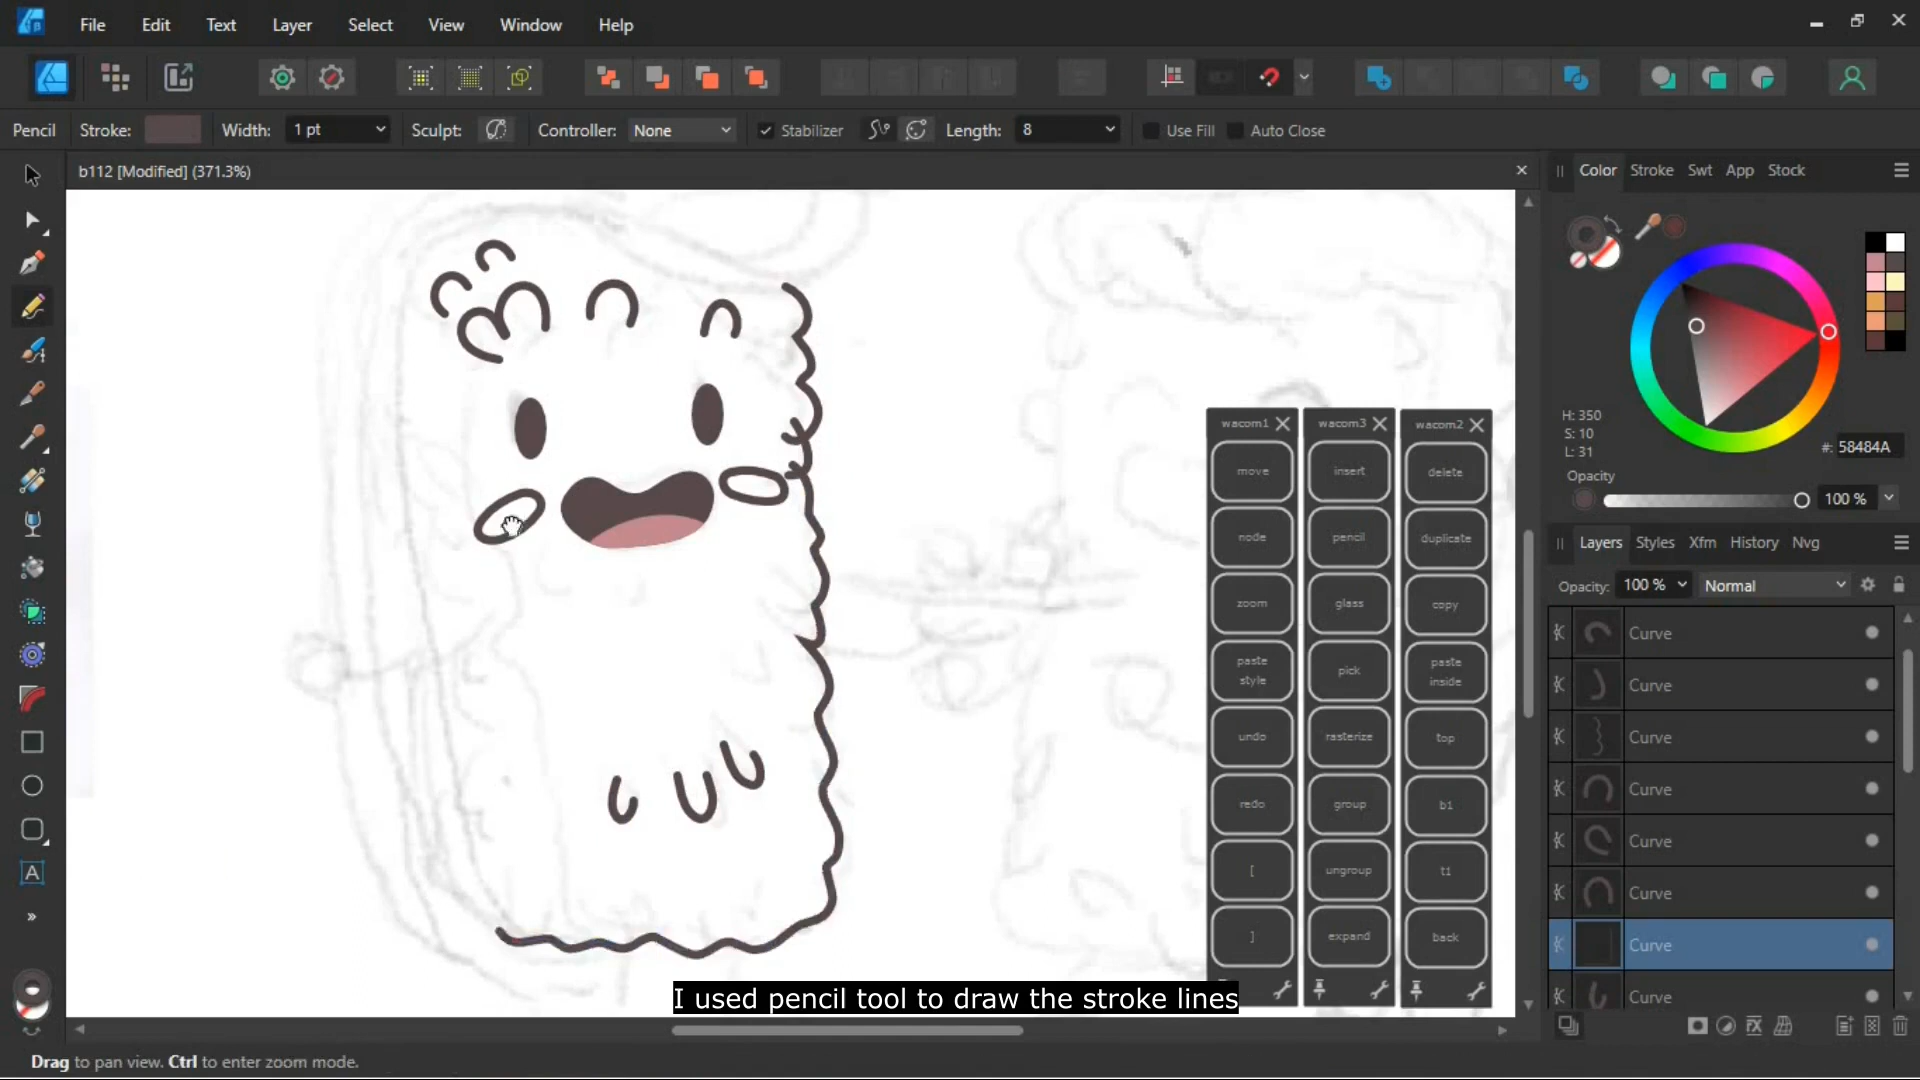 File Edit Text Layer Select View Window Help
Pencil Stroke: Width: 1 pt Sculpt: Controller: None Stabilizer Length: 8 Use Fill Auto Close
b112 [Modified] (371.3%)
Color Stroke Swt App Stock
H: 350
S: 10
L: 31
#: 58484A
Opacity
100 %
wacom1 wacom3 wacom2
move insert delete
node pencil duplicate
zoom glass copy
paste style pick paste inside
undo rasterize top
redo group b1
[ ungroup t1
] expand back
Layers Styles Xfm History Nvg
Opacity: 100 % Normal
Curve
Curve
Curve
Curve
Curve
Curve
Curve
Curve
A
I used pencil tool to draw the stroke lines
Drag to pan view. Ctrl to enter zoom mode.